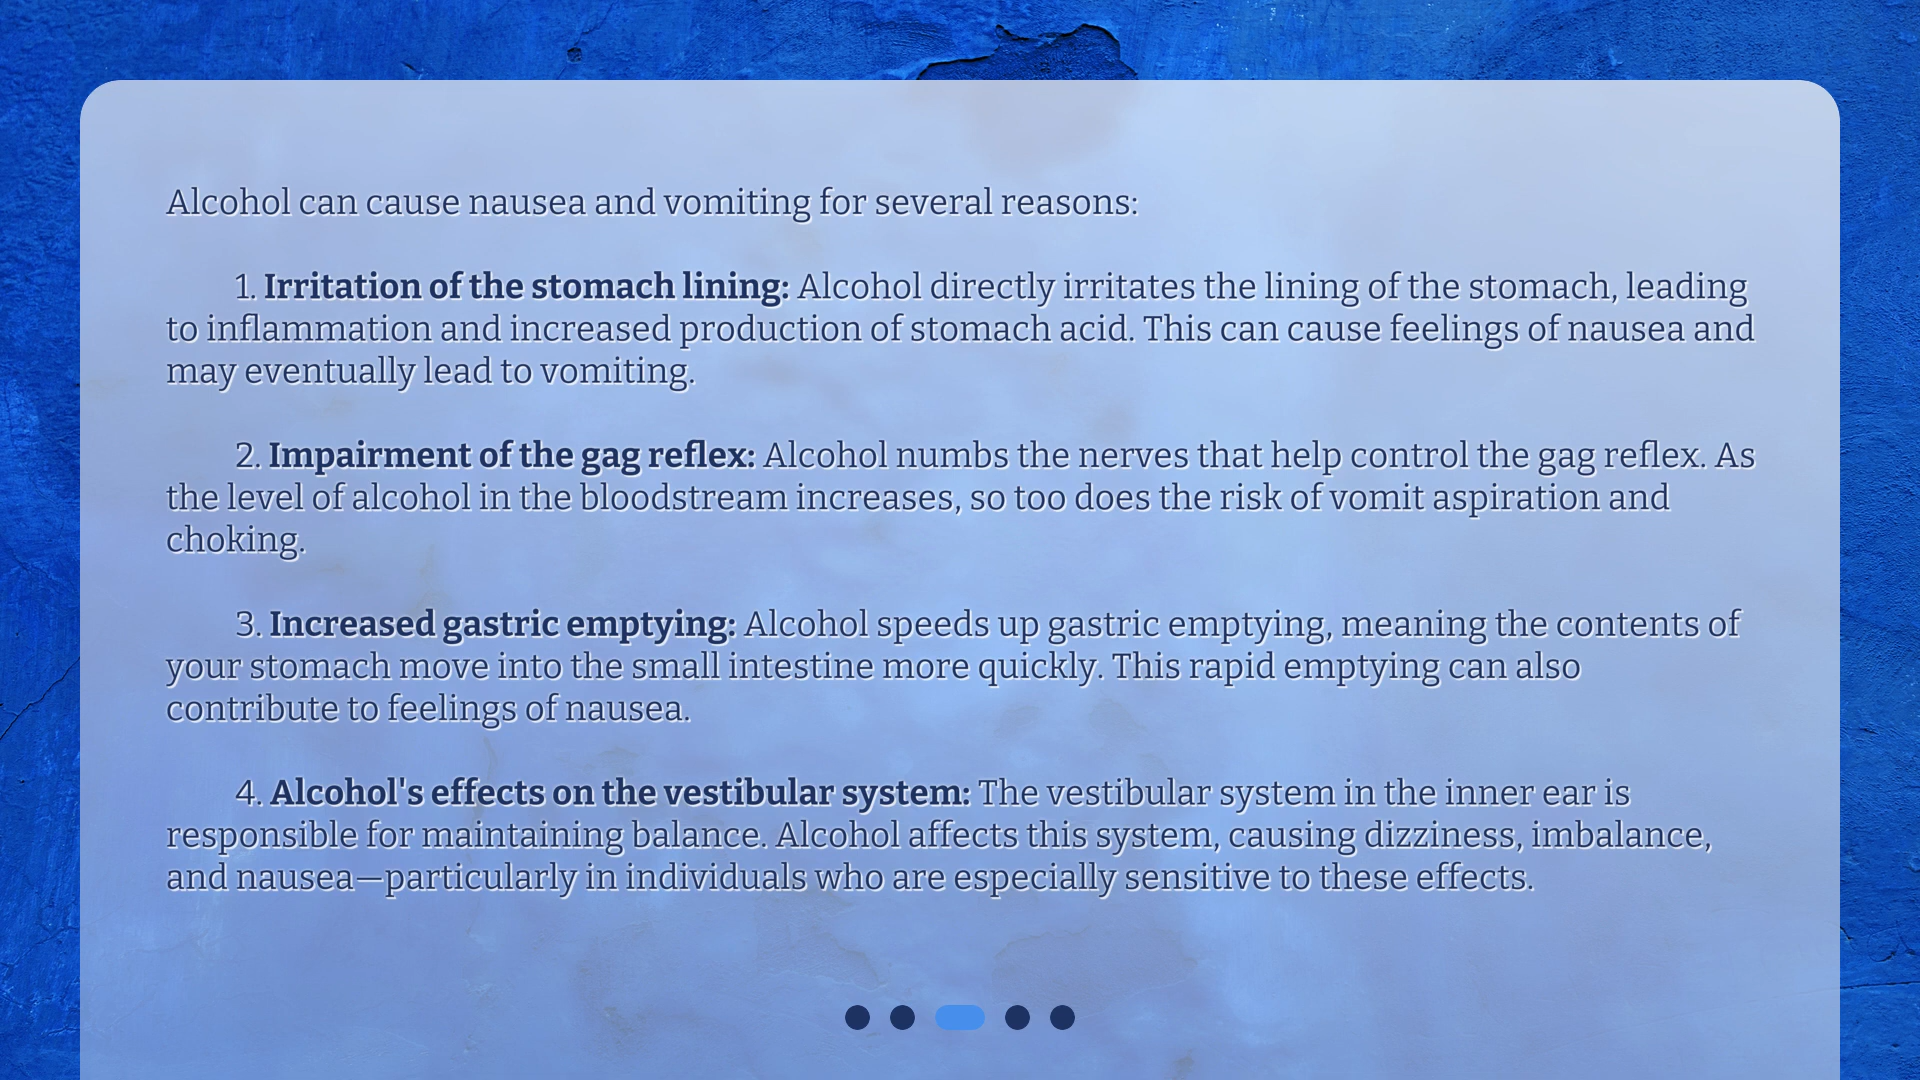 Alcohol can cause nausea and vomiting for several reasons:
1. Irritation of the stomach lining: Alcohol directly irritates the lining of the stomach, leading
to inflammation and increased production of stomach acid. This can cause feelings of nausea and
may eventually lead to vomiting.
2. Impairment of the gag reflex: Alcohol numbs the nerves that help control the gag reflex. As
the level of alcohol in the bloodstream increases, so too does the risk of vomit aspiration and
choking.
3. Increased gastric emptying: Alcohol speeds up gastric emptying, meaning the contents of
your stomach move into the small intestine more quickly. This rapid emptying can also
contribute to feelings of nausea.
4. Alcohol's effects on the vestibular system: The vestibular system in the inner ear is
responsible for maintaining balance. Alcohol affects this system, causing dizziness, imbalance,
and nausea—particularly in individuals who are especially sensitive to these effects.